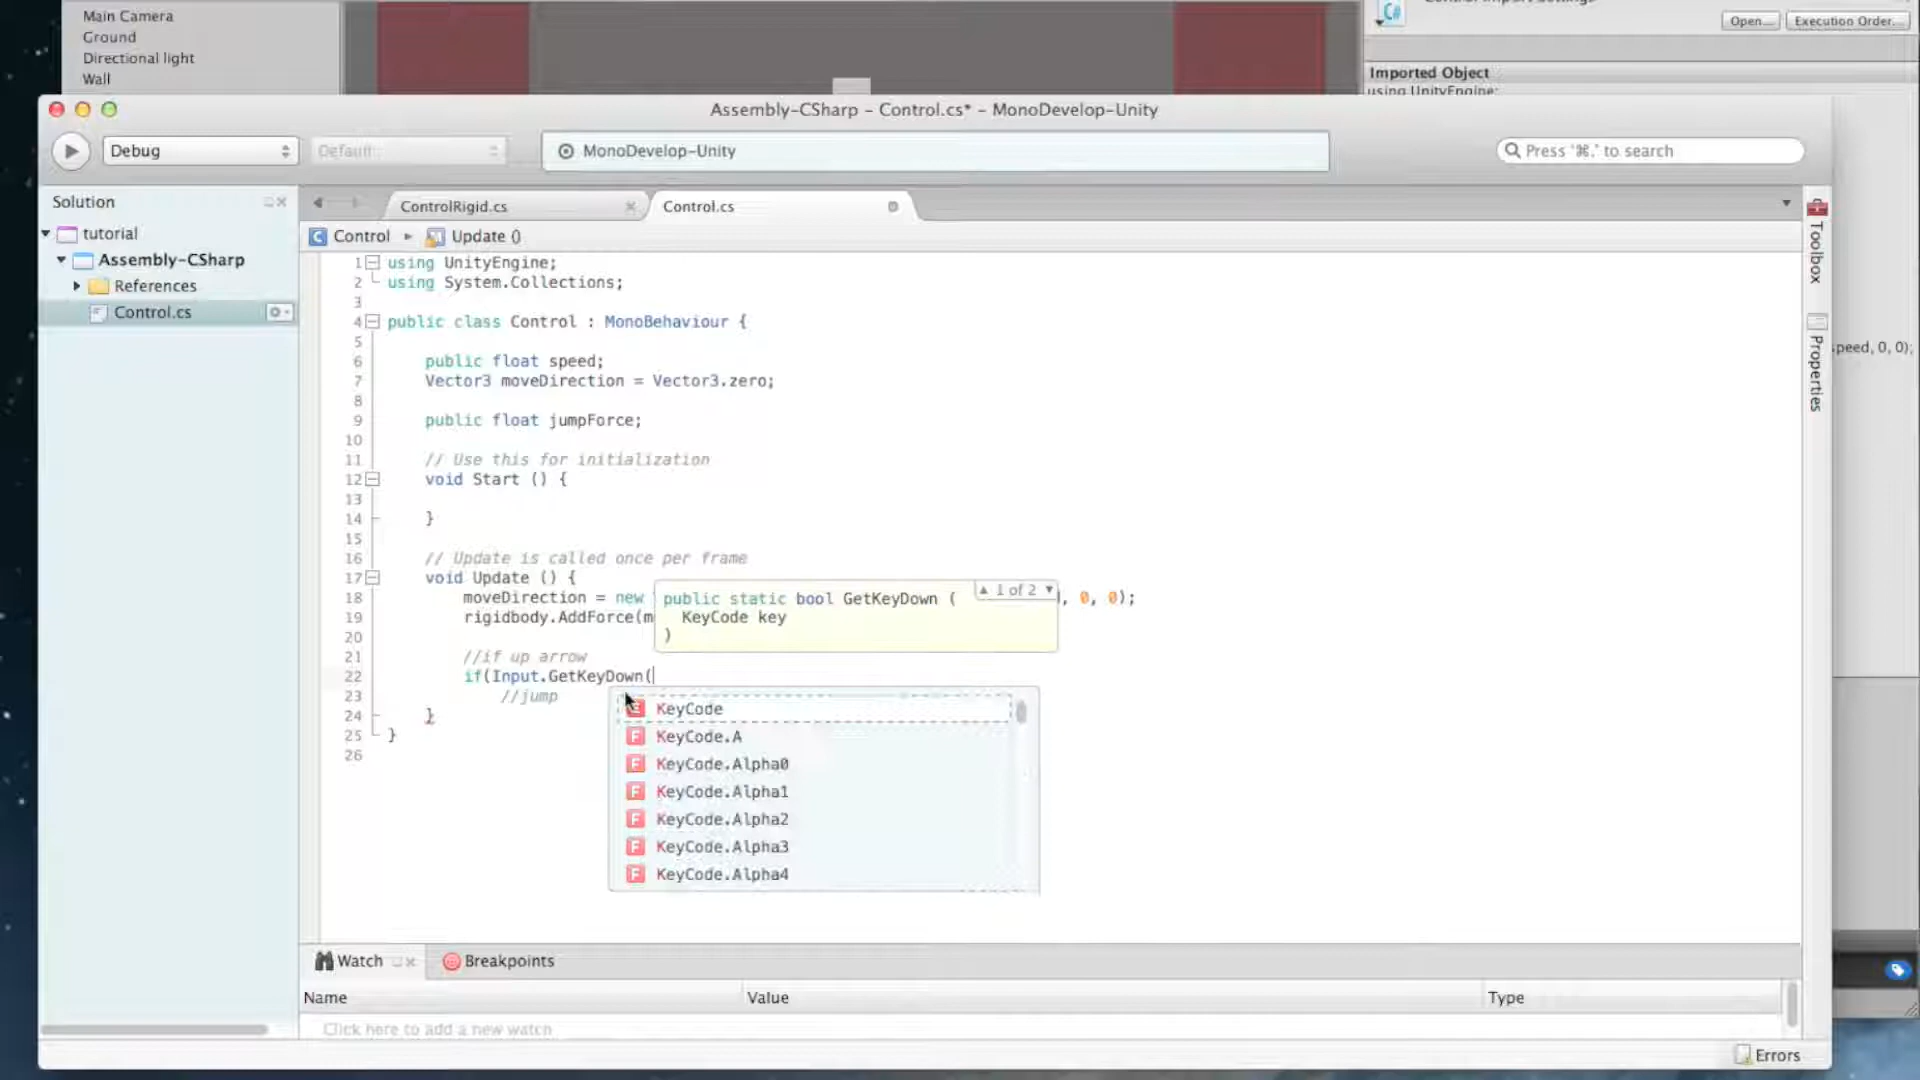 Main Camera
Ground
Directional light
Wall
Open...
Execution Order...
Imported Object
using UnityEngine;
Assembly-CSharp – Control.cs* – MonoDevelop-Unity
Debug
Default
MonoDevelop-Unity
Press '⌘.' to search
Solution
ControlRigid.cs
Control.cs
tutorial
Assembly-CSharp
References
Control.cs
Control ▸ Update ()
1 using UnityEngine;
2 using System.Collections;
3
4 public class Control : MonoBehaviour {
5
6 public float speed;
7 Vector3 moveDirection = Vector3.zero;
8
9 public float jumpForce;
10
11 // Use this for initialization
12 void Start () {
13
14 }
15
16 // Update is called once per frame
17 void Update () {
18 moveDirection = new , 0, 0);
19 rigidbody.AddForce(m
20
21 //if up arrow
22 if(Input.GetKeyDown(
23 //jump
24 }
25 }
26
▲ 1 of 2 ▼
public static bool GetKeyDown (
KeyCode key
)
KeyCode
KeyCode.A
KeyCode.Alpha0
KeyCode.Alpha1
KeyCode.Alpha2
KeyCode.Alpha3
KeyCode.Alpha4
Toolbox
Properties
peed, 0, 0);
Watch
Breakpoints
Name
Value
Type
Click here to add a new watch
Errors